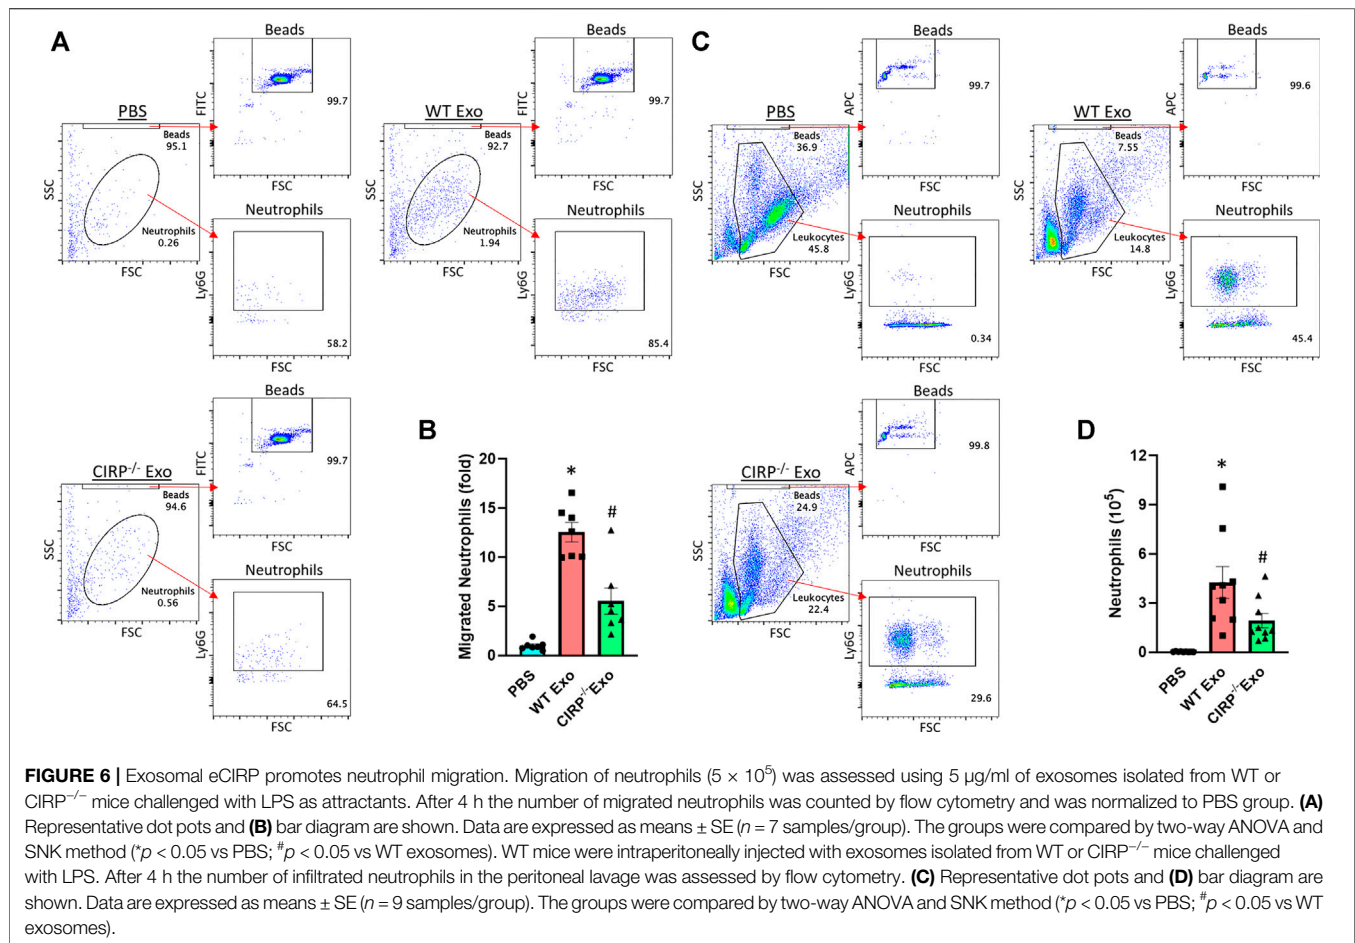 A
Beads
FITC
99.7
FSC
PBS
Beads
95.1
SSC
Neutrophils
0.26
FSC
Neutrophils
Ly6G
58.2
FSC
Beads
FITC
99.7
FSC
WT Exo
Beads
92.7
SSC
Neutrophils
1.94
FSC
Neutrophils
Ly6G
85.4
FSC
Beads
FITC
99.7
FSC
CIRP⁻/⁻ Exo
Beads
94.6
SSC
Neutrophils
0.56
FSC
Neutrophils
Ly6G
64.5
FSC
B
Migrated Neutrophils (fold)
20
15
10
5
0
*
#
PBS
WT Exo
CIRP⁻/⁻Exo
C
Beads
APC
99.7
FSC
PBS
Beads
36.9
SSC
Leukocytes
45.8
FSC
Neutrophils
Ly6G
0.34
FSC
Beads
APC
99.6
FSC
WT Exo
Beads
7.55
SSC
Leukocytes
14.8
FSC
Neutrophils
Ly6G
45.4
FSC
Beads
APC
99.8
FSC
CIRP⁻/⁻ Exo
Beads
24.9
SSC
Leukocytes
22.4
FSC
Neutrophils
Ly6G
29.6
FSC
D
Neutrophils (10⁵)
12
9
6
3
0
*
#
PBS
WT Exo
CIRP⁻/⁻Exo
FIGURE 6 | Exosomal eCIRP promotes neutrophil migration. Migration of neutrophils (5 × 10⁵) was assessed using 5 µg/ml of exosomes isolated from WT or
CIRP⁻/⁻ mice challenged with LPS as attractants. After 4 h the number of migrated neutrophils was counted by flow cytometry and was normalized to PBS group. (A)
Representative dot pots and (B) bar diagram are shown. Data are expressed as means ± SE (n = 7 samples/group). The groups were compared by two-way ANOVA and
SNK method (*p < 0.05 vs PBS; #p < 0.05 vs WT exosomes). WT mice were intraperitoneally injected with exosomes isolated from WT or CIRP⁻/⁻ mice challenged
with LPS. After 4 h the number of infiltrated neutrophils in the peritoneal lavage was assessed by flow cytometry. (C) Representative dot pots and (D) bar diagram are
shown. Data are expressed as means ± SE (n = 9 samples/group). The groups were compared by two-way ANOVA and SNK method (*p < 0.05 vs PBS; #p < 0.05 vs WT
exosomes).